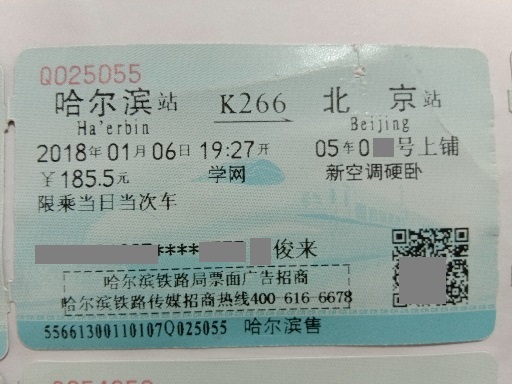 Q025055
哈尔滨站 K266 北京站
Ha'erbin Beijing
2018年01月06日19:27开 05车0 号上铺
￥185.5元 学网 新空调硬卧
限乘当日当次车
**** 俊来
哈尔滨铁路局票面广告招商
哈尔滨铁路传媒招商热线400-616-6678
55661300110107Q025055 哈尔滨售